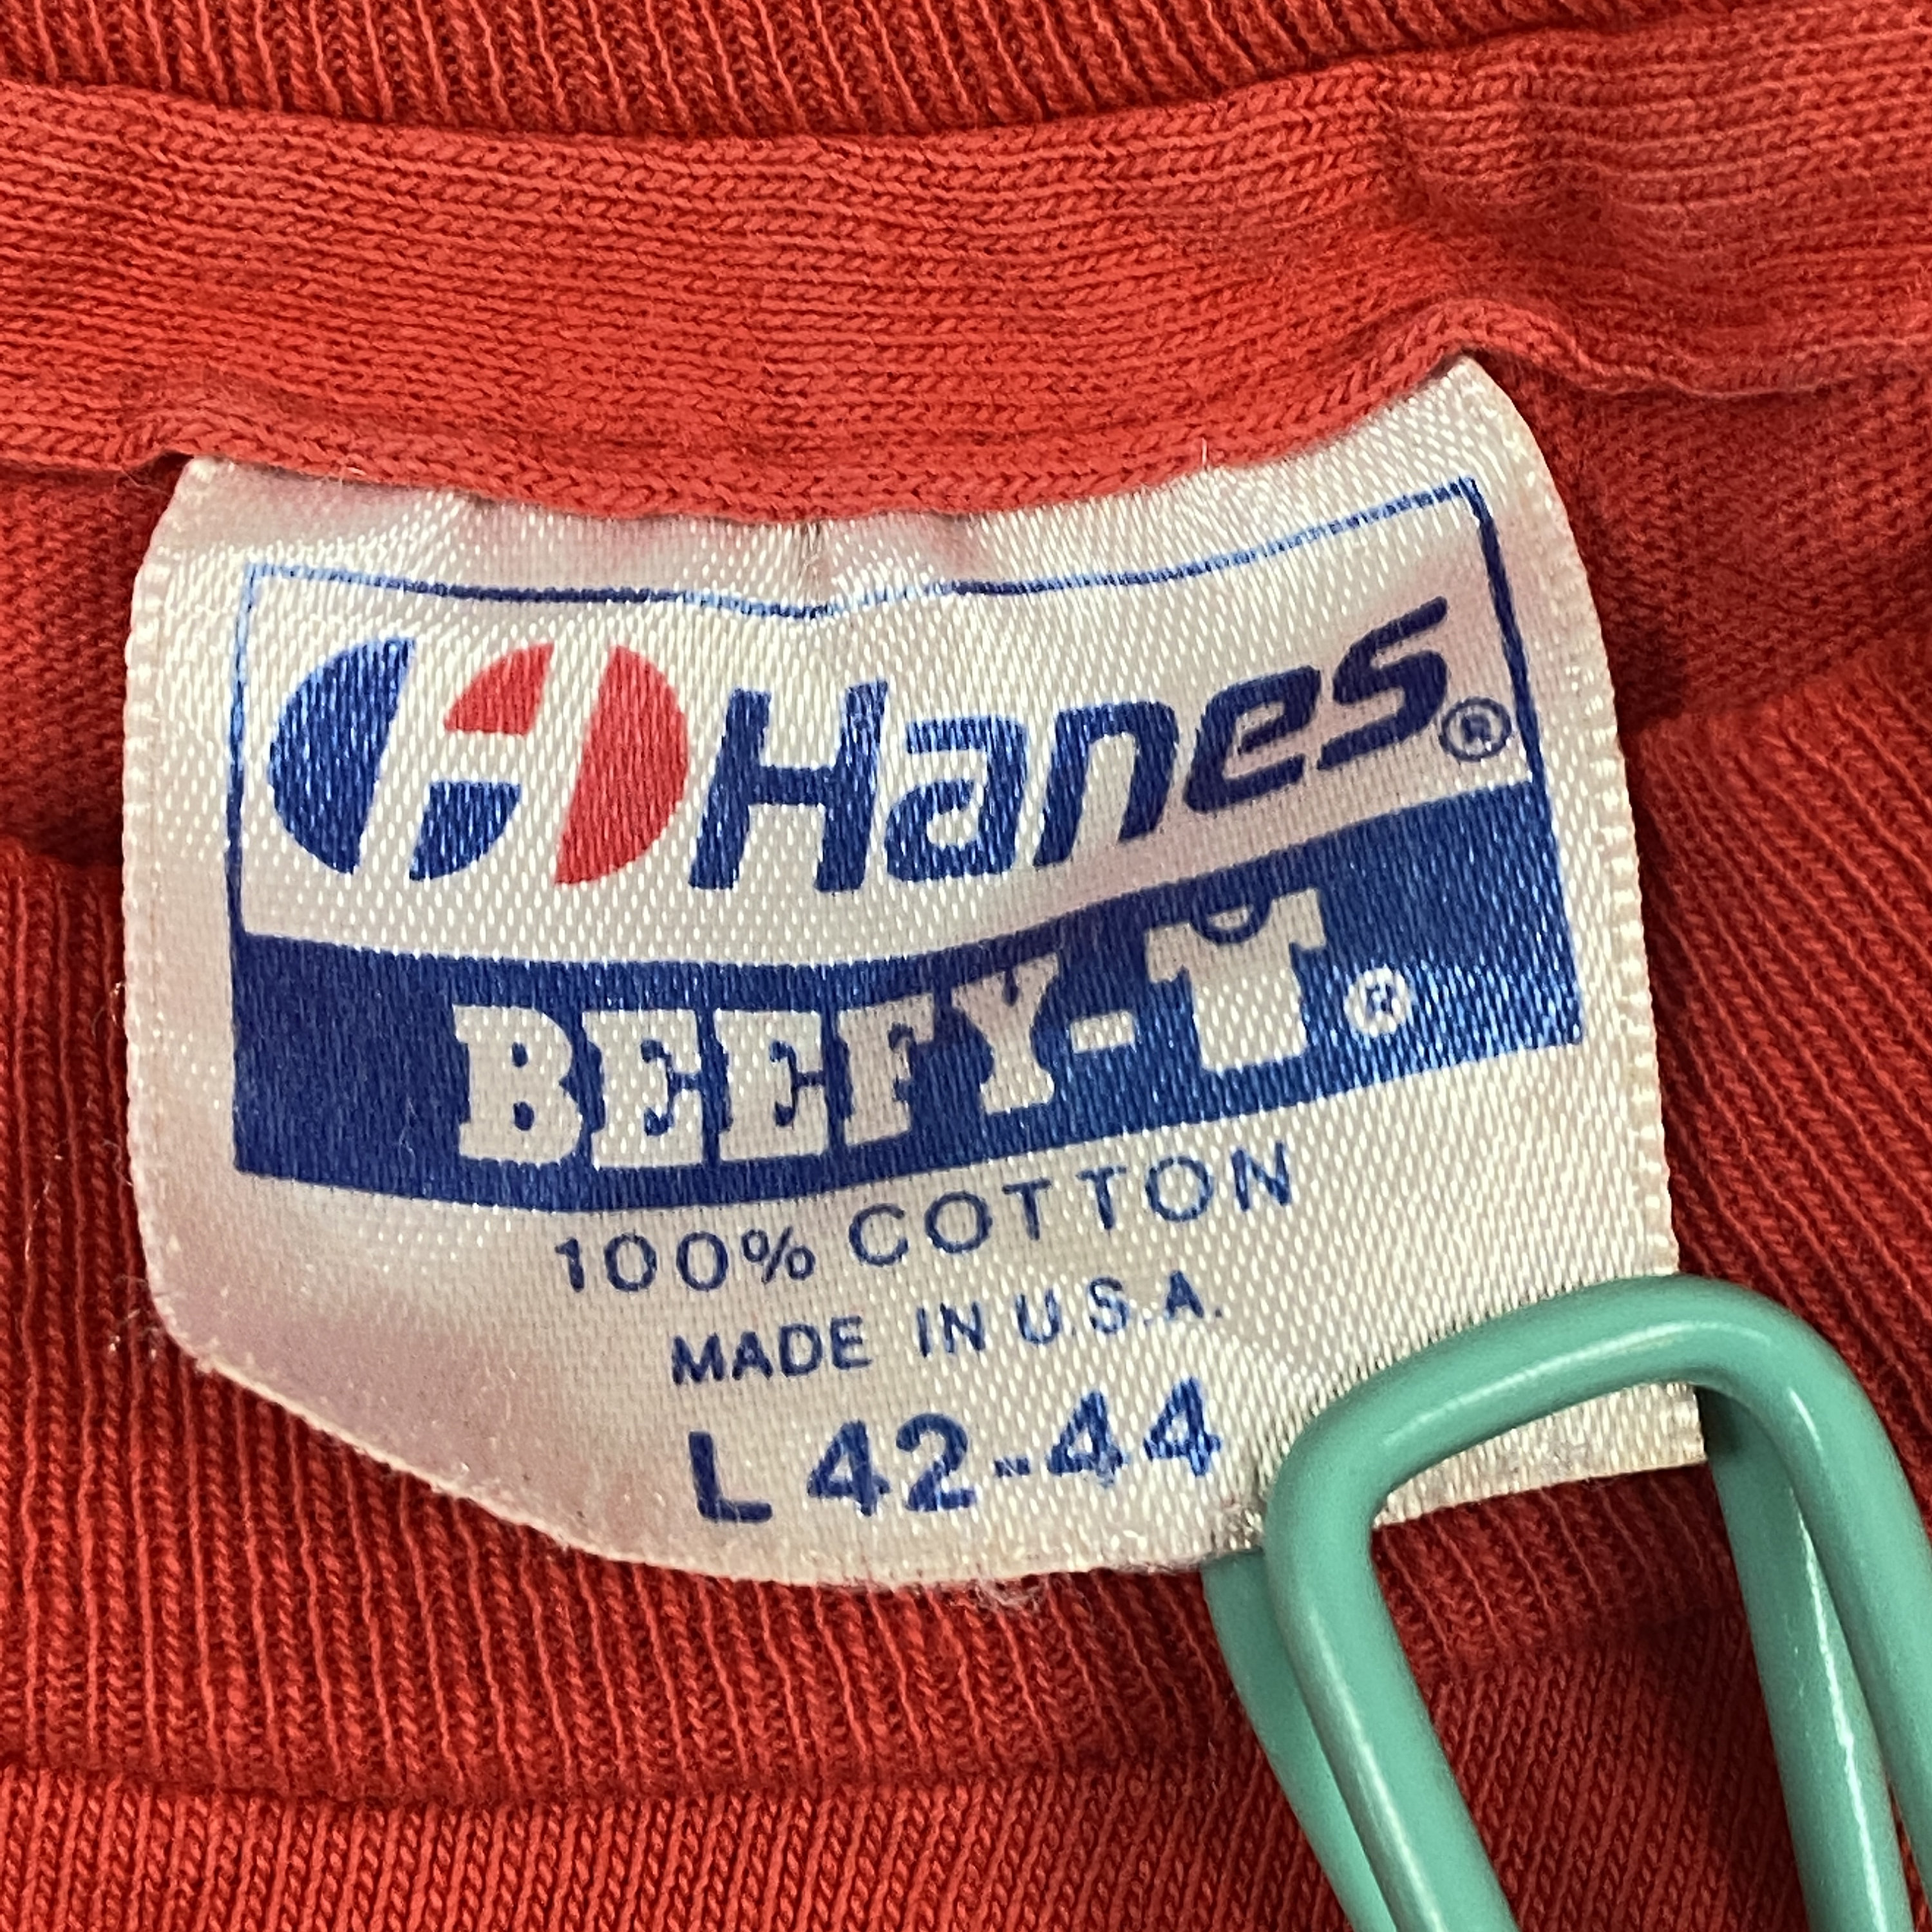 Hanes®
BEEFY-T®
100% COTTON
MADE IN U.S.A.
L 42-44